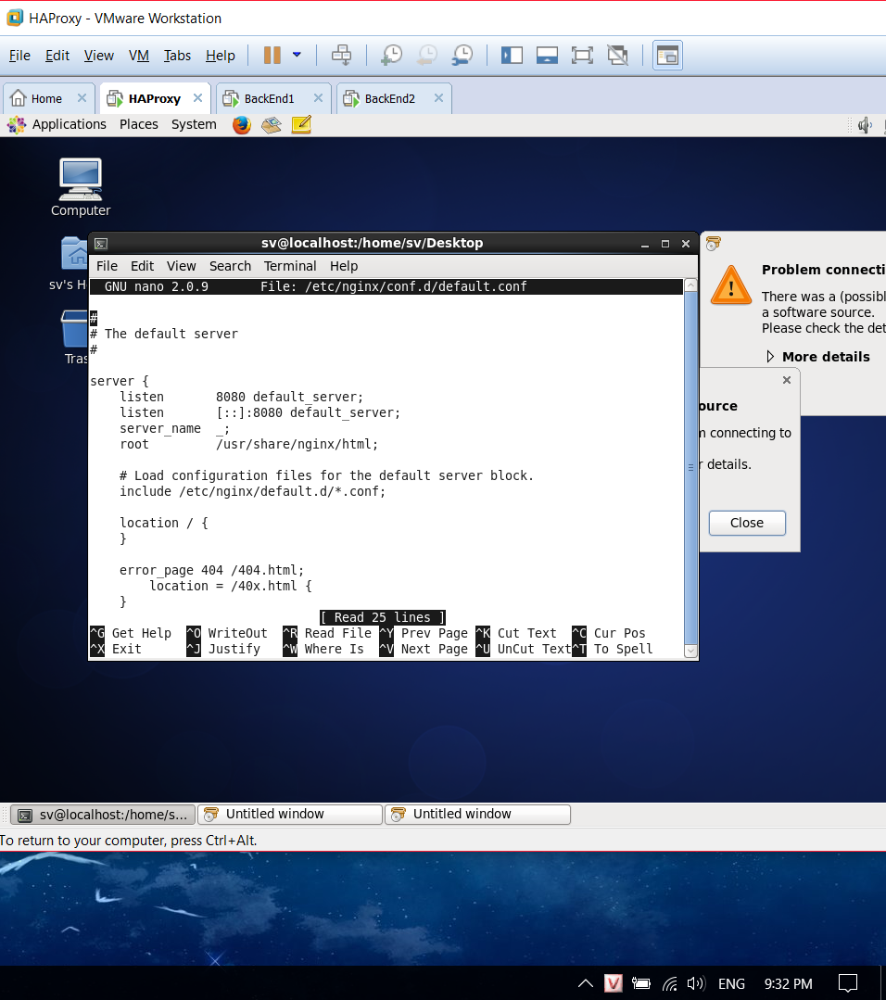 HAProxy - VMware Workstation
File Edit View VM Tabs Help
Home HAProxy BackEnd1 BackEnd2
Applications Places System
Computer
sv's H
Tras
sv@localhost:/home/sv/Desktop
File Edit View Search Terminal Help
GNU nano 2.0.9 File: /etc/nginx/conf.d/default.conf
#
# The default server
#
server {
listen 8080 default_server;
listen [::]:8080 default_server;
server_name _;
root /usr/share/nginx/html;
# Load configuration files for the default server block.
include /etc/nginx/default.d/*.conf;
location / {
}
error_page 404 /404.html;
location = /40x.html {
}
[ Read 25 lines ]
^G Get Help ^O WriteOut ^R Read File ^Y Prev Page ^K Cut Text ^C Cur Pos
^X Exit ^J Justify ^W Where Is ^V Next Page ^U UnCut Text ^T To Spell
Problem connecti
There was a (possibl
a software source.
Please check the det
More details
ource
n connecting to
r details.
Close
sv@localhost:/home/s... Untitled window Untitled window
To return to your computer, press Ctrl+Alt.
V ENG 9:32 PM